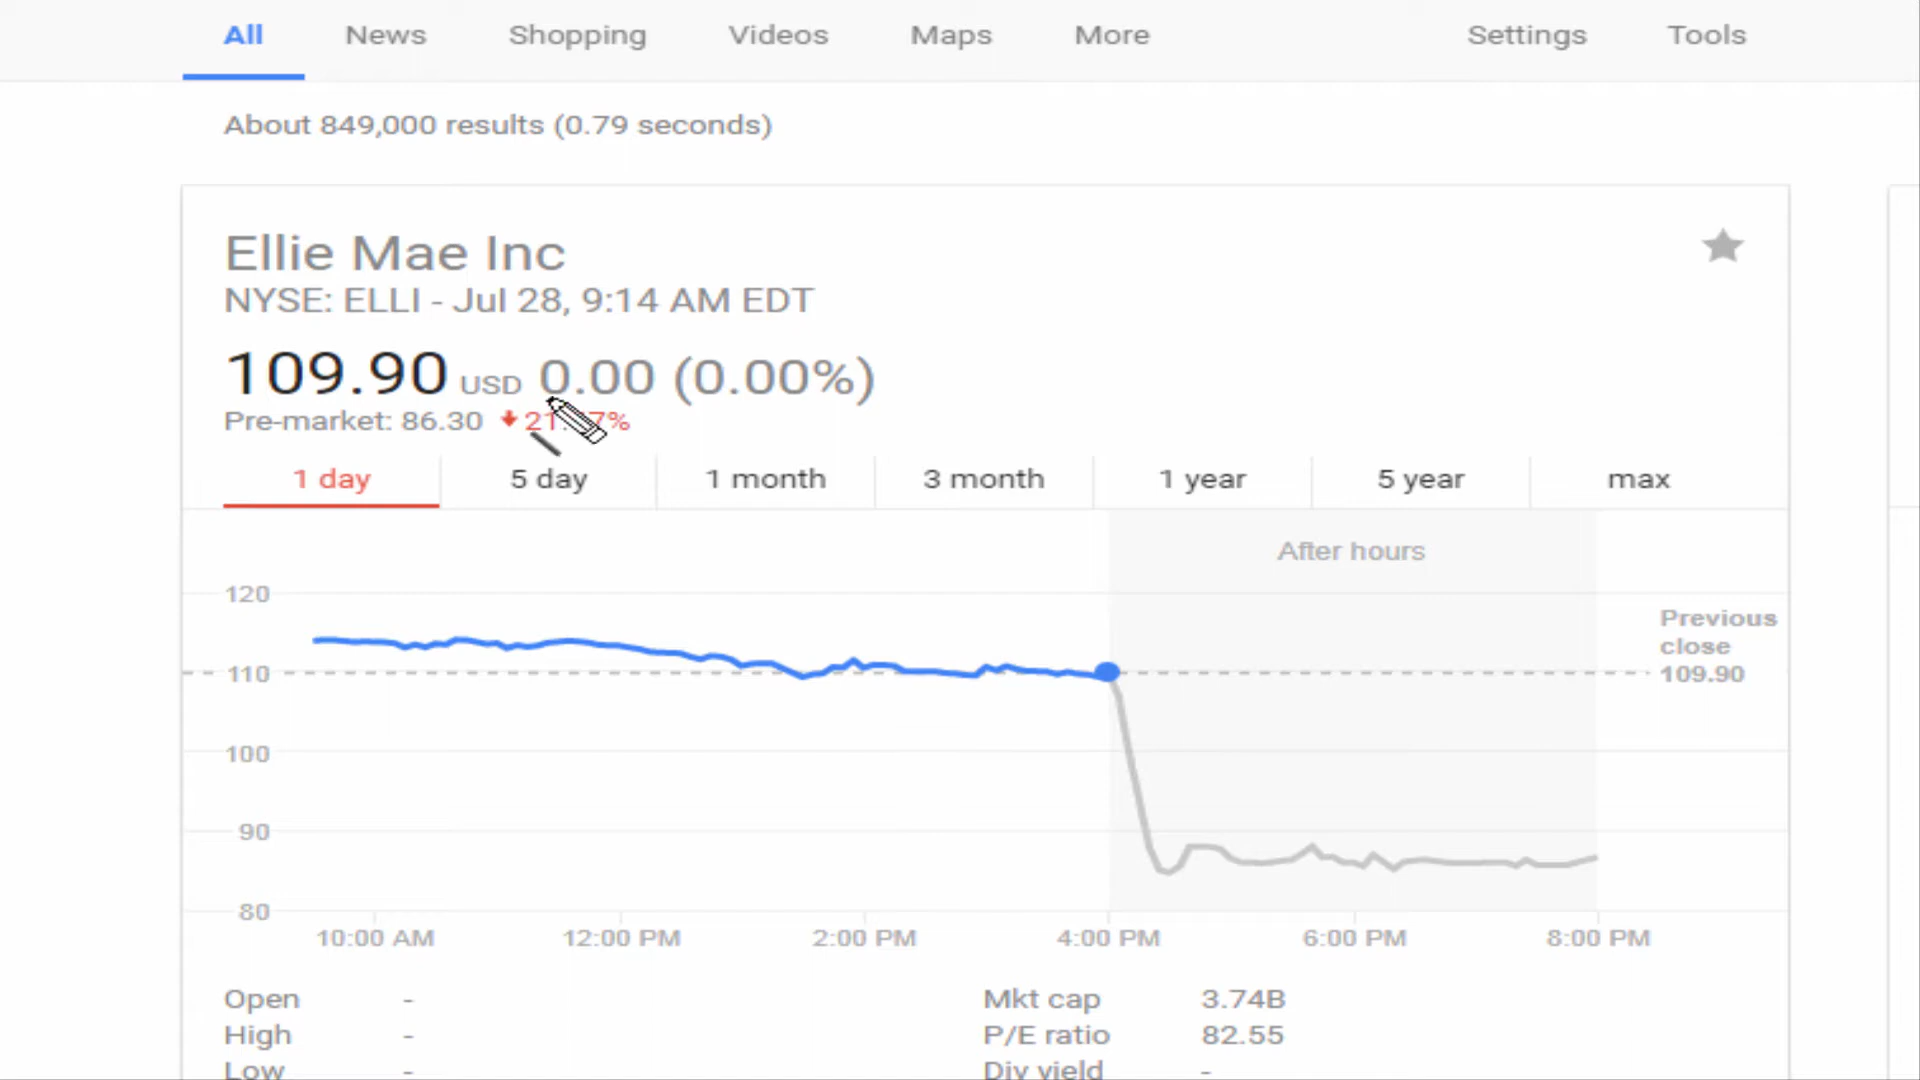 All News Shopping Videos Maps More Settings Tools
About 849,000 results (0.79 seconds)
Ellie Mae Inc
NYSE: ELLI - Jul 28, 9:14 AM EDT
109.90 USD 0.00 (0.00%)
Pre-market: 86.30
1 day 5 day 1 month 3 month 1 year 5 year max
After hours
120
110
100
90
80
Previous
close
109.90
10:00 AM 12:00 PM 2:00 PM 4:00 PM 6:00 PM 8:00 PM
Open - Mkt cap 3.74B
High - P/E ratio 82.55
Low - Div yield -